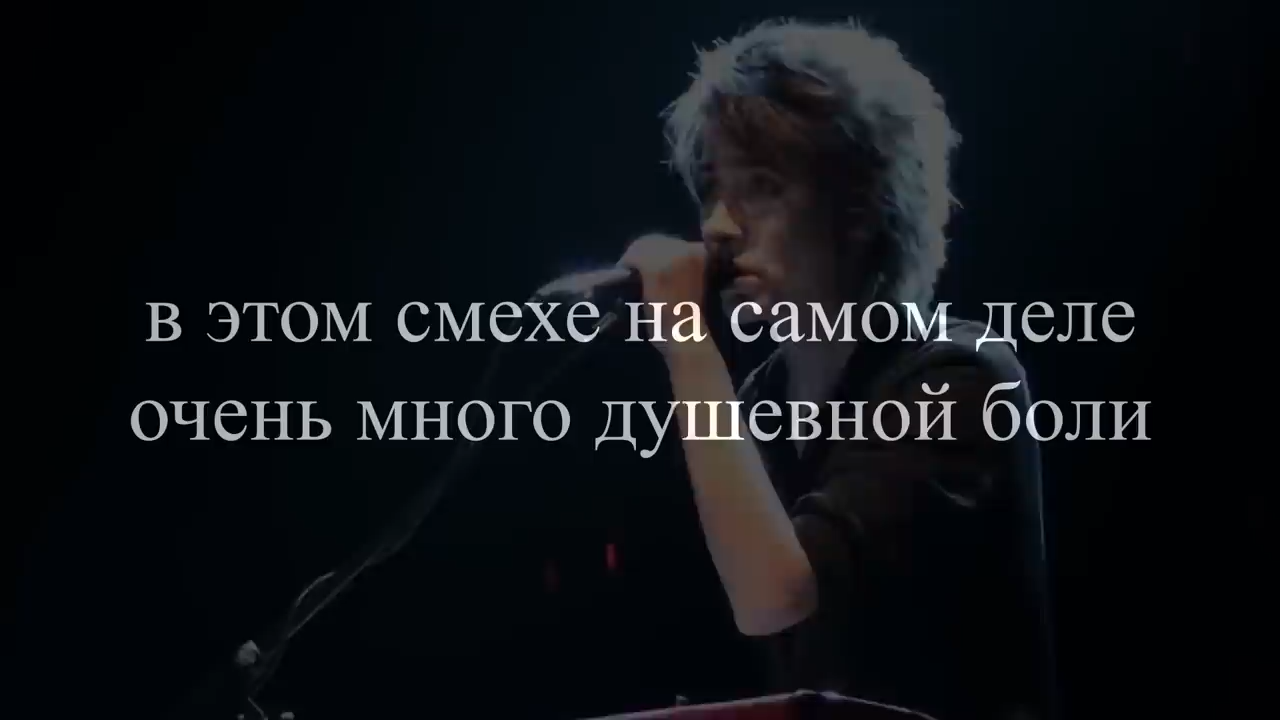 в этом смехе на самом деле
очень много душевной боли